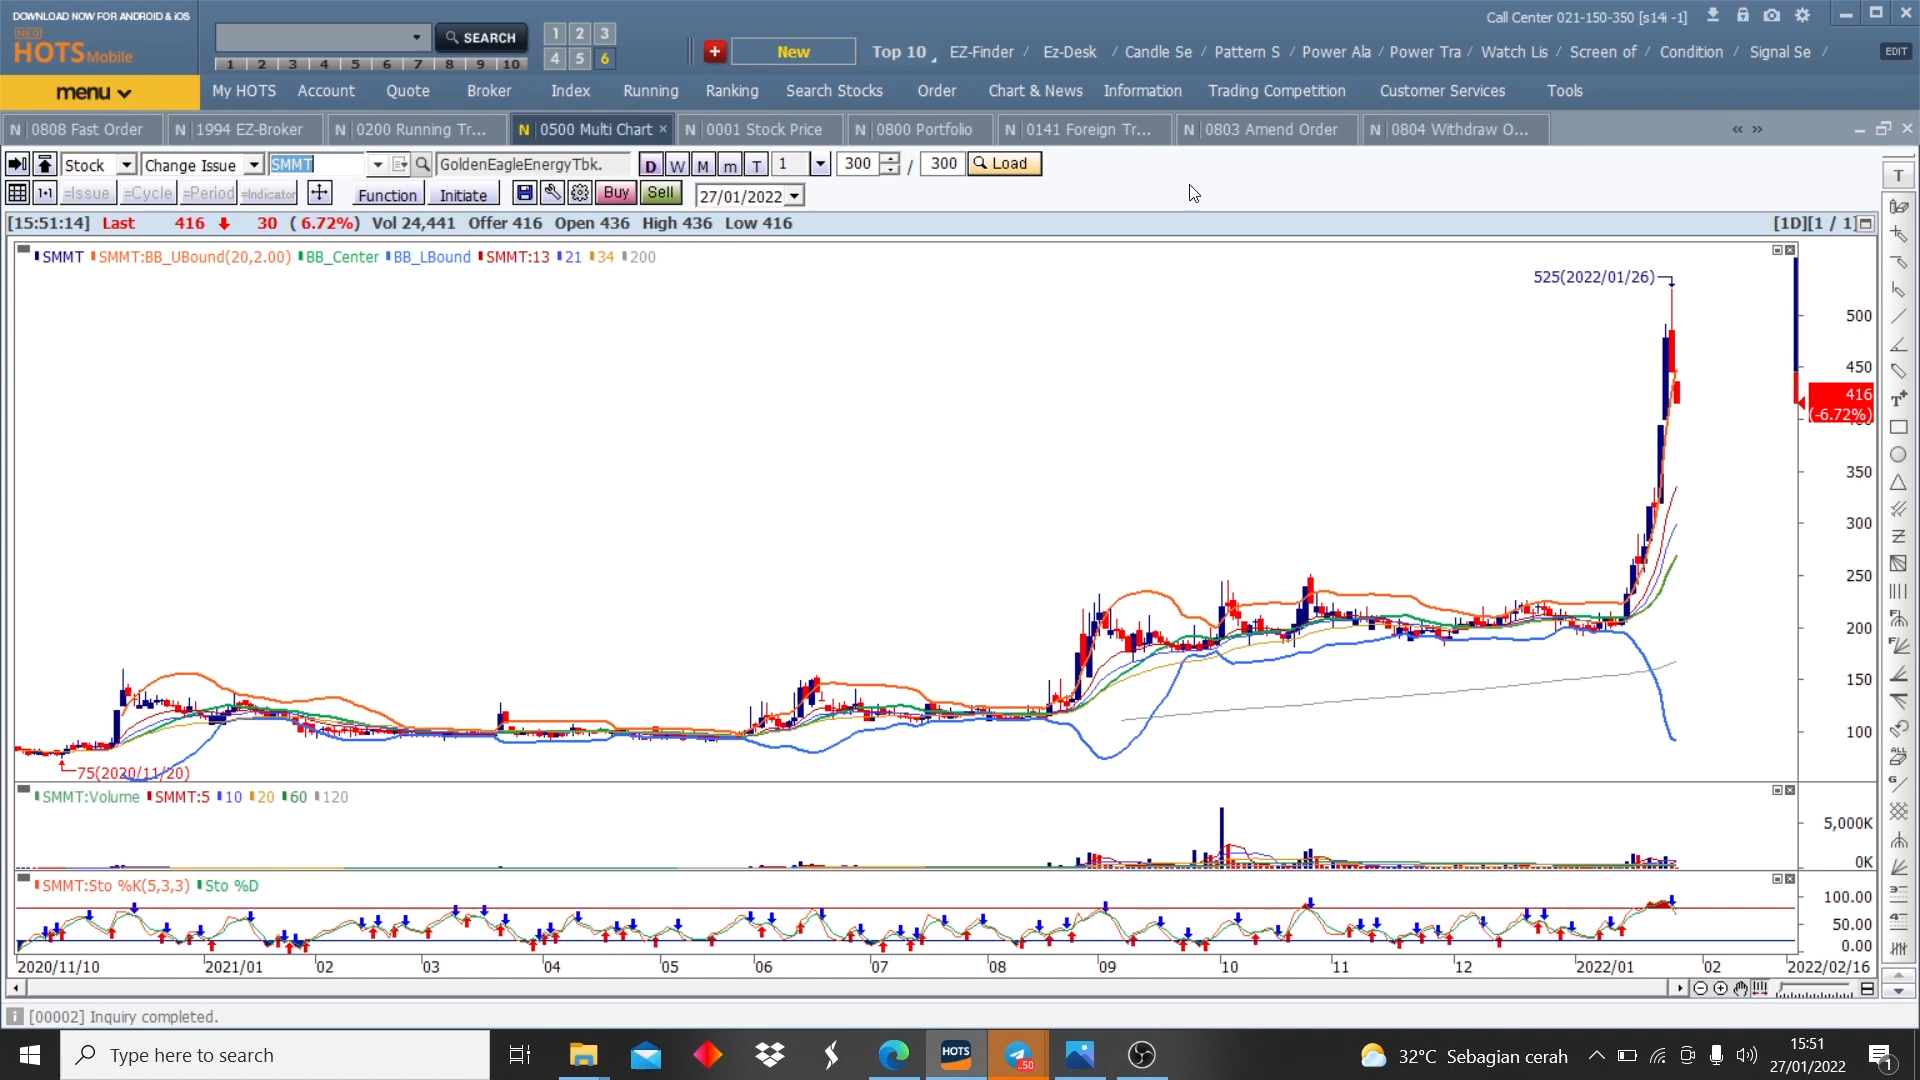 DOWNLOAD NOW FOR ANDROID & iOS
NEO
HOTS Mobile
SEARCH
1 2 3 4 5 6 7 8 9 10
1 2 3
4 5 6
New
Top 10
EZ-Finder / Ez-Desk / Candle Se / Pattern S / Power Ala / Power Tra / Watch Lis / Screen of / Condition / Signal Se /
Call Center 021-150-350 [s14i -1]
EDIT
menu
My HOTS Account Quote Broker Index Running Ranking Search Stocks Order Chart & News Information Trading Competition Customer Services Tools
N 0808 Fast Order N 1994 EZ-Broker N 0200 Running Tr... N 0500 Multi Chart × N 0001 Stock Price N 0800 Portfolio N 0141 Foreign Tr... N 0803 Amend Order N 0804 Withdraw O...
Stock Change Issue SMMT GoldenEagleEnergyTbk. D W M m T 1 300 / 300 Load
=Issue =Cycle =Period =Indicator Function Initiate Buy Sell 27/01/2022
[15:51:14] Last 416 30 ( 6.72%) Vol 24,441 Offer 416 Open 436 High 436 Low 416 [1D][1 / 1]
SMMT SMMT:BB_UBound(20,2.00) BB_Center BB_LBound SMMT:13 21 34 200
525(2022/01/26)
500
450
416
(-6.72%)
350
300
250
200
150
100
75(2020/11/20)
SMMT:Volume SMMT:5 10 20 60 120
5,000K
0K
SMMT:Sto %K(5,3,3) Sto %D
100.00
50.00
0.00
2020/11/10 2021/01 02 03 04 05 06 07 08 09 10 11 12 2022/01 02 2022/02/16
[00002] Inquiry completed.
Type here to search
HOTS
..50
32°C Sebagian cerah
15:51
27/01/2022
1